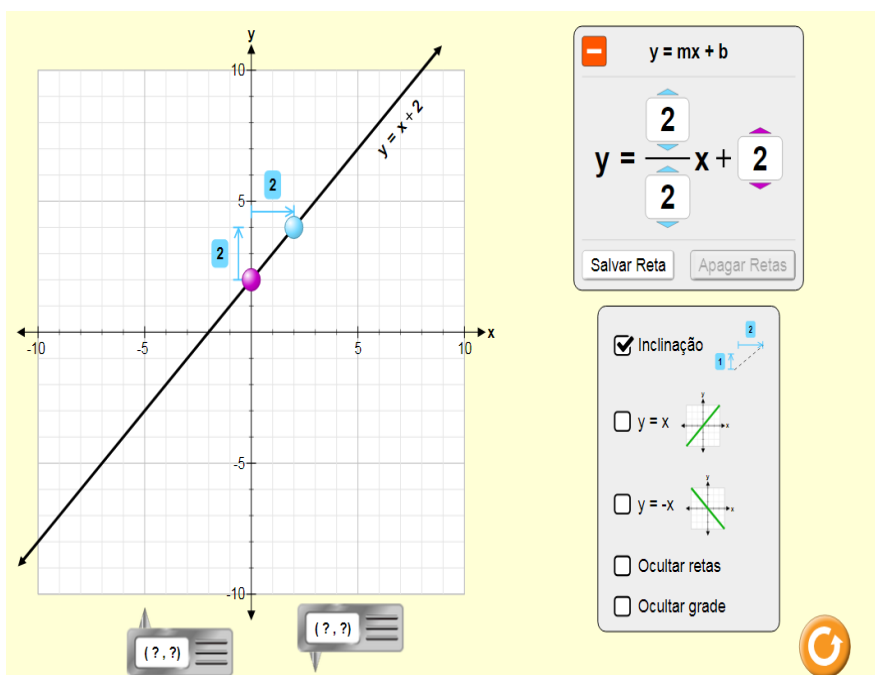 y
10
y = x + 2
2
5
2
x
-10
-5
5
10
-5
-10
( ? , ?)
( ? , ?)
y = mx + b
y = 2/2 x + 2
Salvar Reta
Apagar Retas
Inclinação
2
1
y = x
y
x
y = -x
y
x
Ocultar retas
Ocultar grade